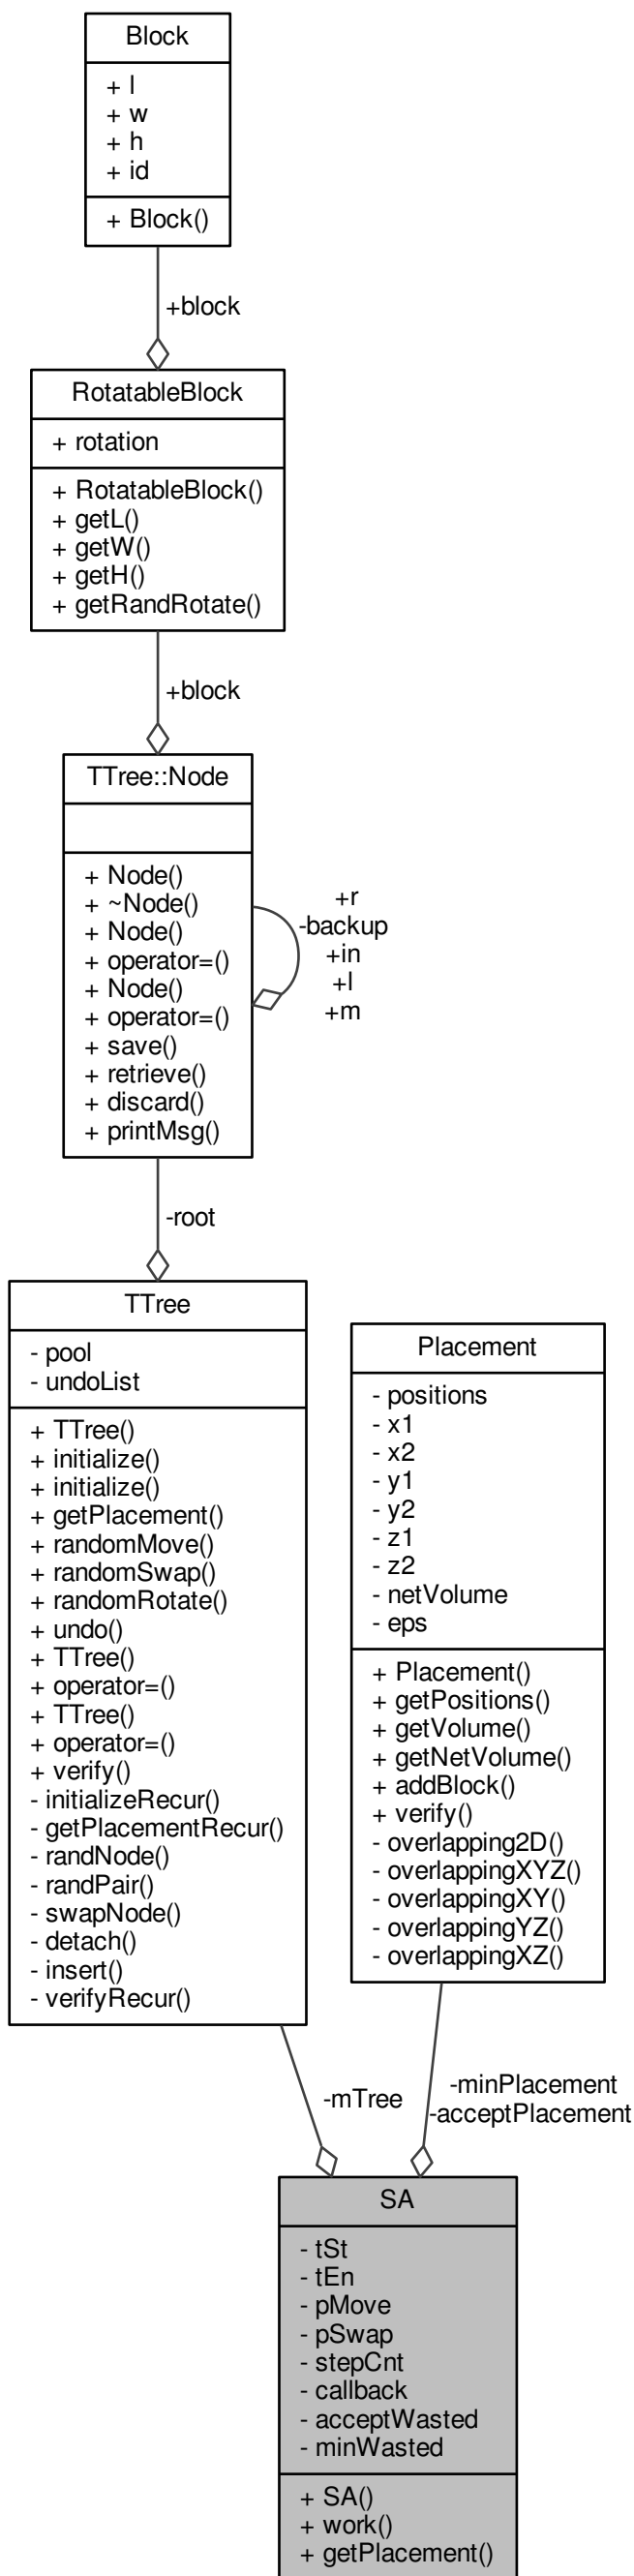 Block
+ l
+ w
+ h
+ id
+ Block()
+block
RotatableBlock
+ rotation
+ RotatableBlock()
+ getL()
+ getW()
+ getH()
+ getRandRotate()
+block
TTree::Node
+ Node()
+ ~Node()
+ Node()
+ operator=()
+ Node()
+ operator=()
+ save()
+ retrieve()
+ discard()
+ printMsg()
+r
-backup
+in
+l
+m
-root
TTree
- pool
- undoList
+ TTree()
+ initialize()
+ initialize()
+ getPlacement()
+ randomMove()
+ randomSwap()
+ randomRotate()
+ undo()
+ TTree()
+ operator=()
+ TTree()
+ operator=()
+ verify()
- initializeRecur()
- getPlacementRecur()
- randNode()
- randPair()
- swapNode()
- detach()
- insert()
- verifyRecur()
Placement
- positions
- x1
- x2
- y1
- y2
- z1
- z2
- netVolume
- eps
+ Placement()
+ getPositions()
+ getVolume()
+ getNetVolume()
+ addBlock()
+ verify()
- overlapping2D()
- overlappingXYZ()
- overlappingXY()
- overlappingYZ()
- overlappingXZ()
-mTree
-minPlacement
-acceptPlacement
SA
- tSt
- tEn
- pMove
- pSwap
- stepCnt
- callback
- acceptWasted
- minWasted
+ SA()
+ work()
+ getPlacement()